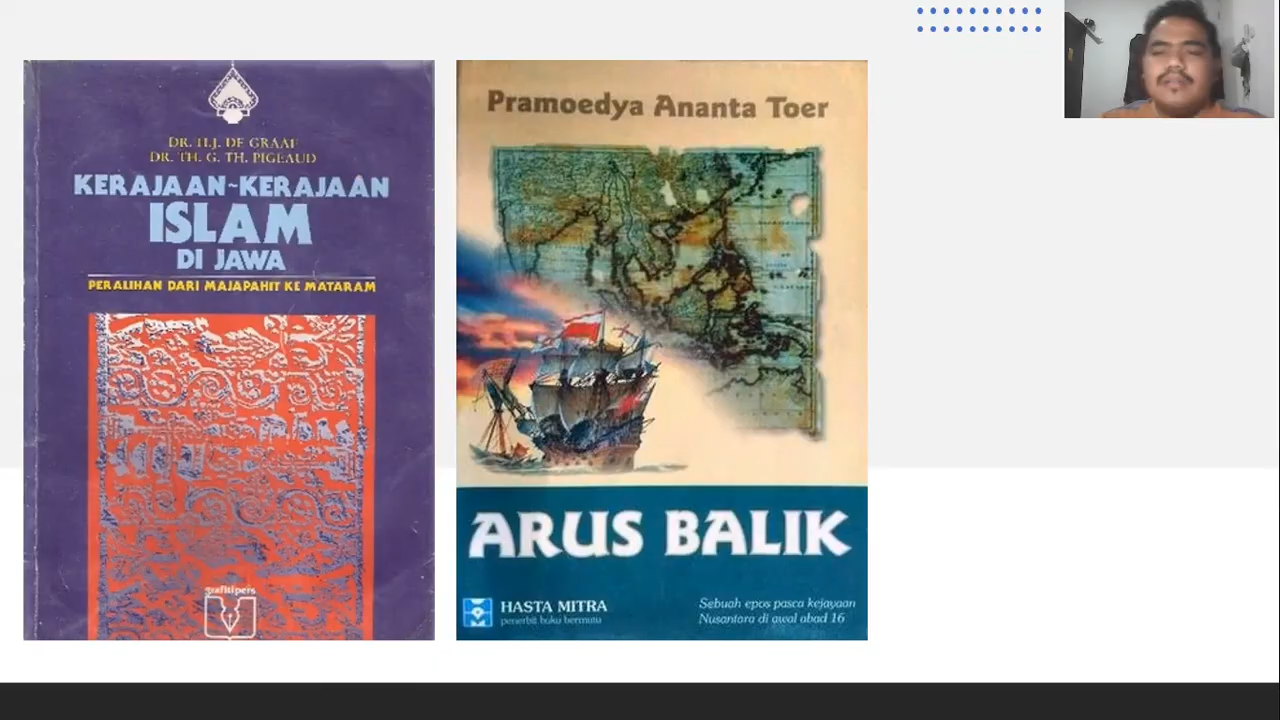 DR. H.J. DE GRAAF
DR. TH. G. TH. PIGEAUD
KERAJAAN~KERAJAAN
ISLAM
DI JAWA
PERALIHAN DARI MAJAPAHIT KE MATARAM
grafitipers
Pramoedya Ananta Toer
ARUS BALIK
HASTA MITRA
penerbit buku bermutu
Sebuah epos pasca kejayaan
Nusantara di awal abad 16